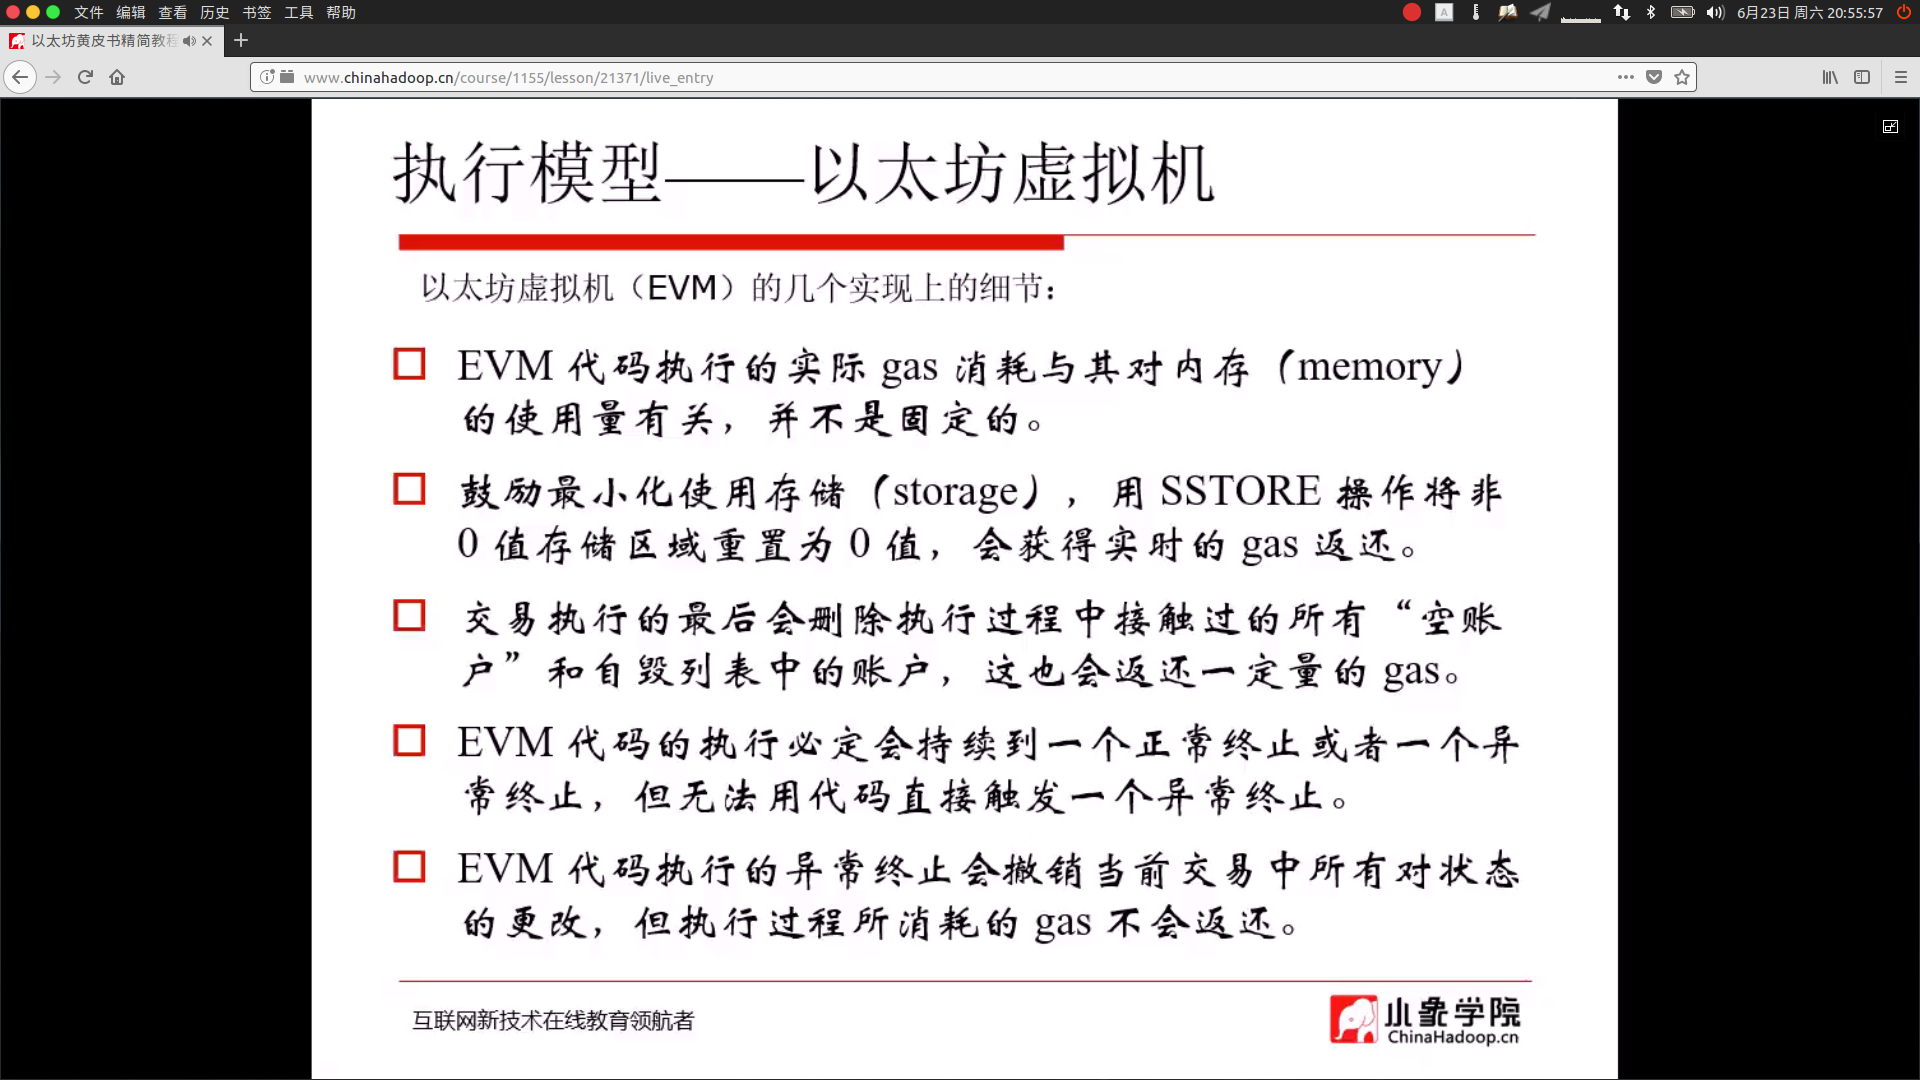 文件 编辑 查看 历史 书签 工具 帮助
A
6月23日 周六 20:55:57
以太坊黄皮书精简教程
www.chinahadoop.cn/course/1155/lesson/21371/live_entry
执行模型——以太坊虚拟机
以太坊虚拟机（EVM）的几个实现上的细节：
EVM 代码执行的实际 gas 消耗与其对内存（memory）
的使用量有关，并不是固定的。
鼓励最小化使用存储（storage），用 SSTORE 操作将非
0 值存储区域重置为 0 值，会获得实时的 gas 返还。
交易执行的最后会删除执行过程中接触过的所有“空账
户”和自毁列表中的账户，这也会返还一定量的 gas。
EVM 代码的执行必定会持续到一个正常终止或者一个异
常终止，但无法用代码直接触发一个异常终止。
EVM 代码执行的异常终止会撤销当前交易中所有对状态
的更改，但执行过程所消耗的 gas 不会返还。
互联网新技术在线教育领航者
小象学院
ChinaHadoop.cn